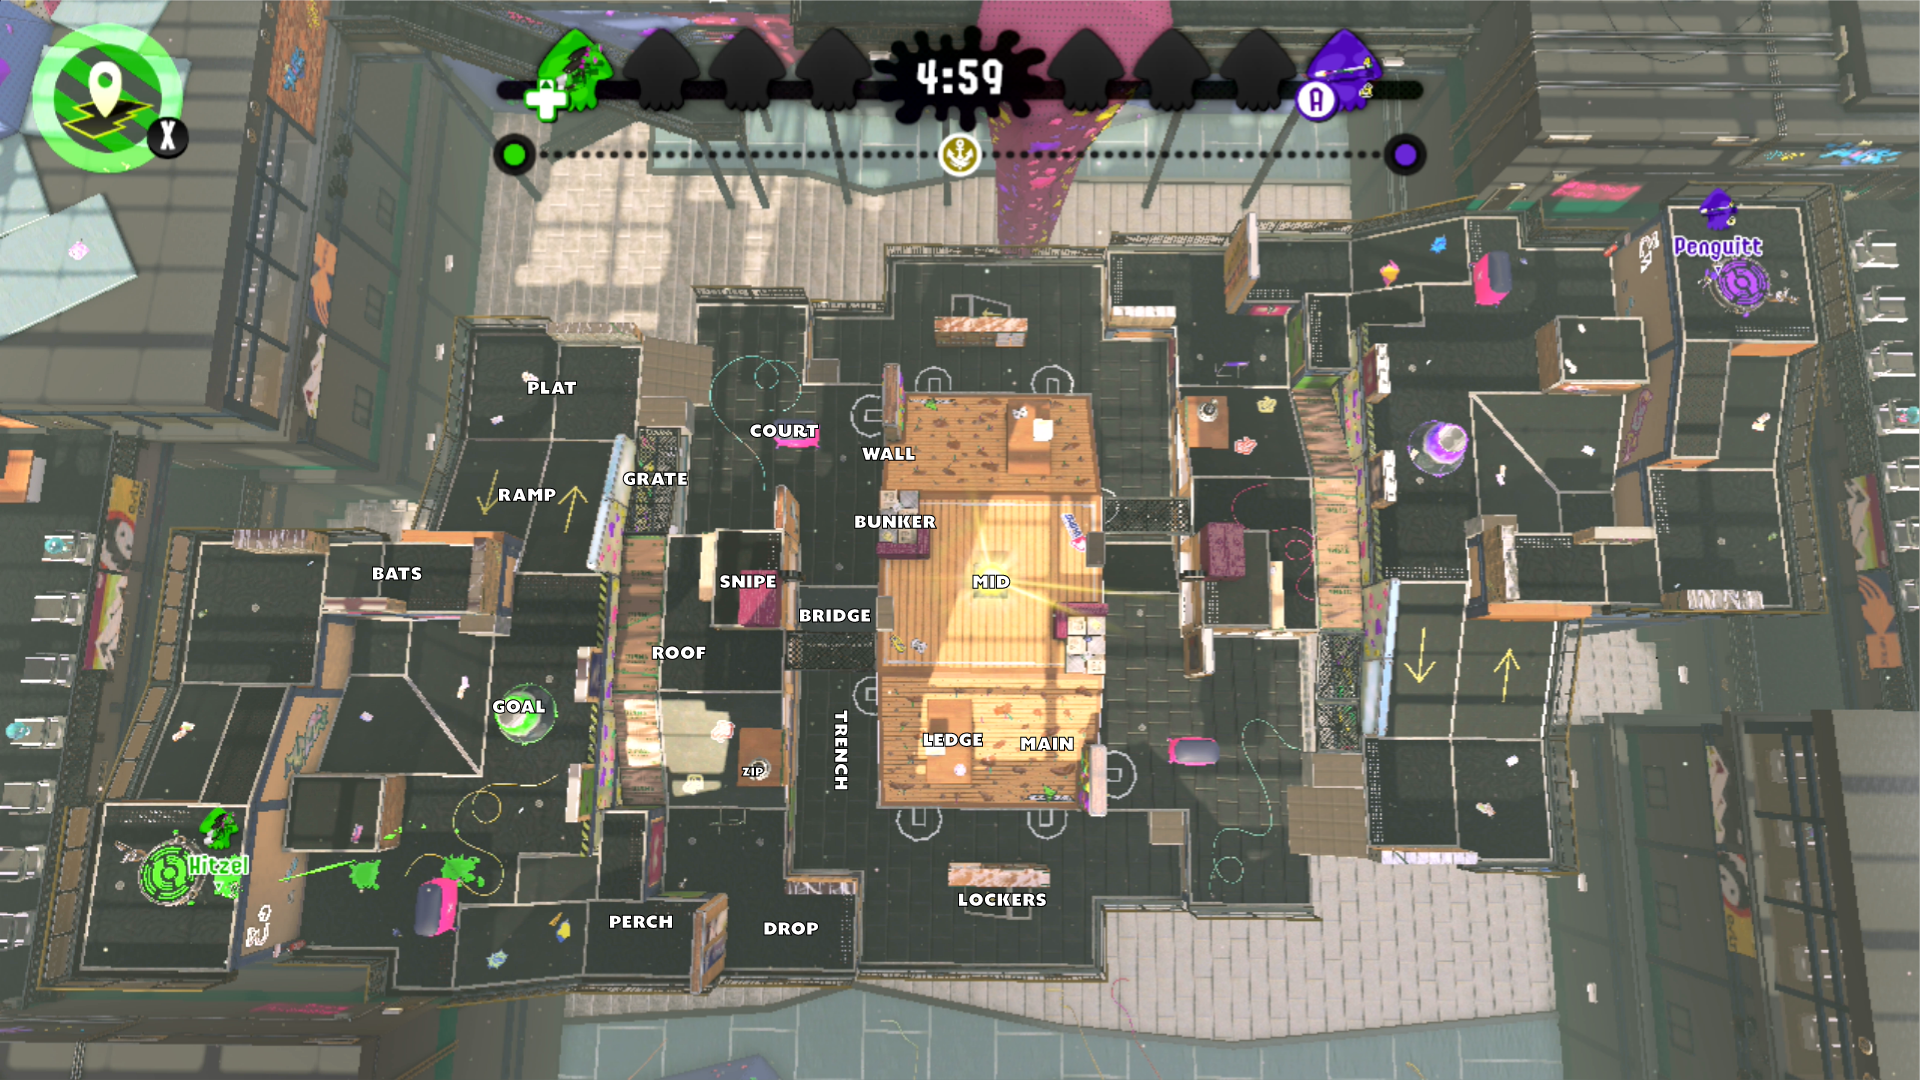 4:59
X
A
Penguitt
PLAT
COURT
WALL
GRATE
RAMP
BUNKER
BATS
SNIPE
MID
BRIDGE
ROOF
GOAL
TRENCH
LEDGE
MAIN
ZIP
Hitzel
LOCKERS
PERCH
DROP